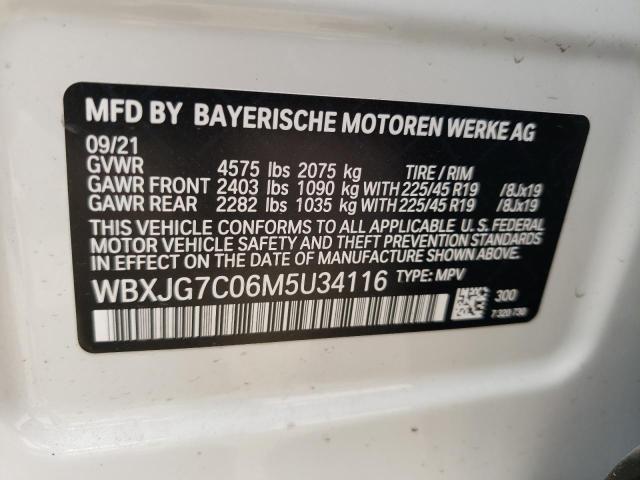 MFD BY BAYERISCHE MOTOREN WERKE AG
09/21
GVWR 4575 lbs 2075 kg TIRE / RIM
GAWR FRONT 2403 lbs 1090 kg WITH 225/45 R19 /8Jx19
GAWR REAR 2282 lbs 1035 kg WITH 225/45 R19 /8Jx19
THIS VEHICLE CONFORMS TO ALL APPLICABLE U. S. FEDERAL
MOTOR VEHICLE SAFETY AND THEFT PREVENTION STANDARDS
IN EFFECT ON THE DATE OF MANUFACTURE SHOWN ABOVE.
WBXJG7C06M5U34116 TYPE: MPV
300
7 320 730